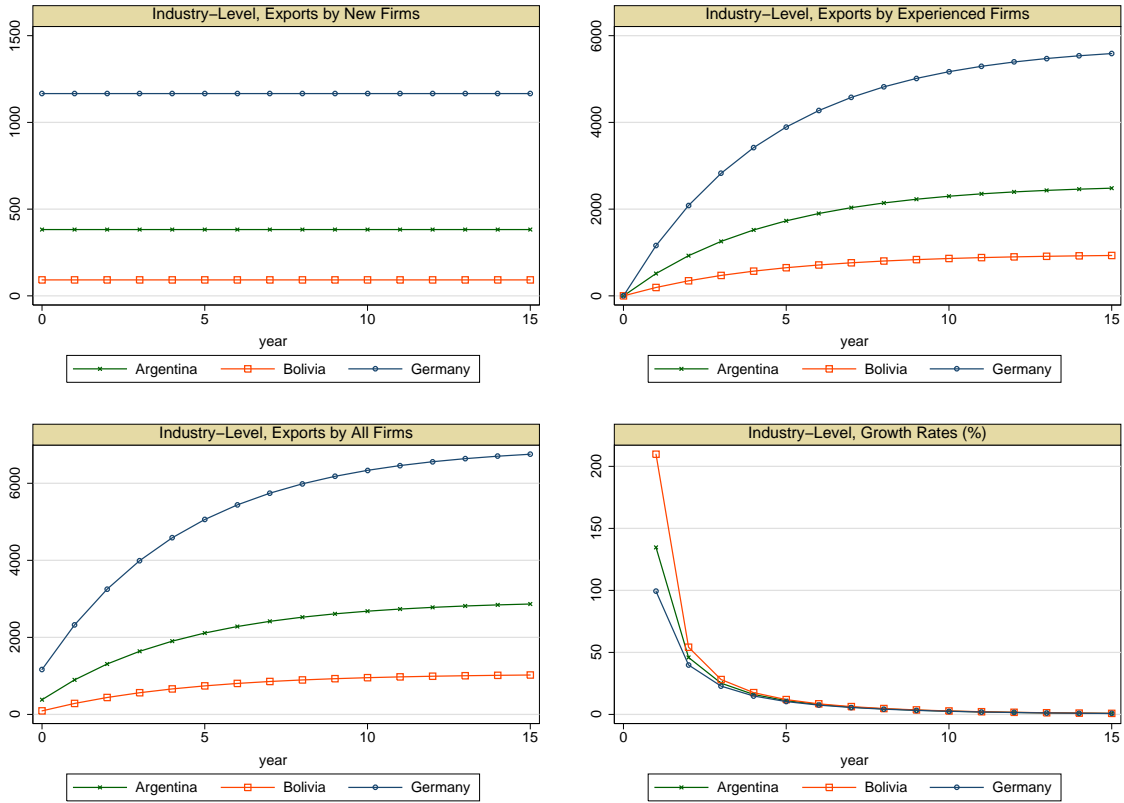 Industry−Level, Exports by New Firms
1500
1000
500
0
0 5 10 15
year
Argentina Bolivia Germany
Industry−Level, Exports by Experienced Firms
6000
4000
2000
0
0 5 10 15
year
Argentina Bolivia Germany
Industry−Level, Exports by All Firms
6000
4000
2000
0
0 5 10 15
year
Argentina Bolivia Germany
Industry−Level, Growth Rates (%)
200
150
100
50
0
0 5 10 15
year
Argentina Bolivia Germany